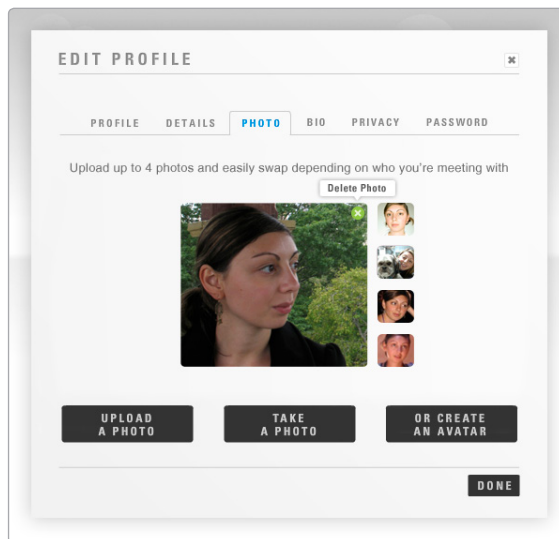 EDIT PROFILE
PROFILE DETAILS PHOTO BIO PRIVACY PASSWORD
Upload up to 4 photos and easily swap depending on who you're meeting with
Delete Photo
UPLOAD
A PHOTO
TAKE
A PHOTO
OR CREATE
AN AVATAR
DONE